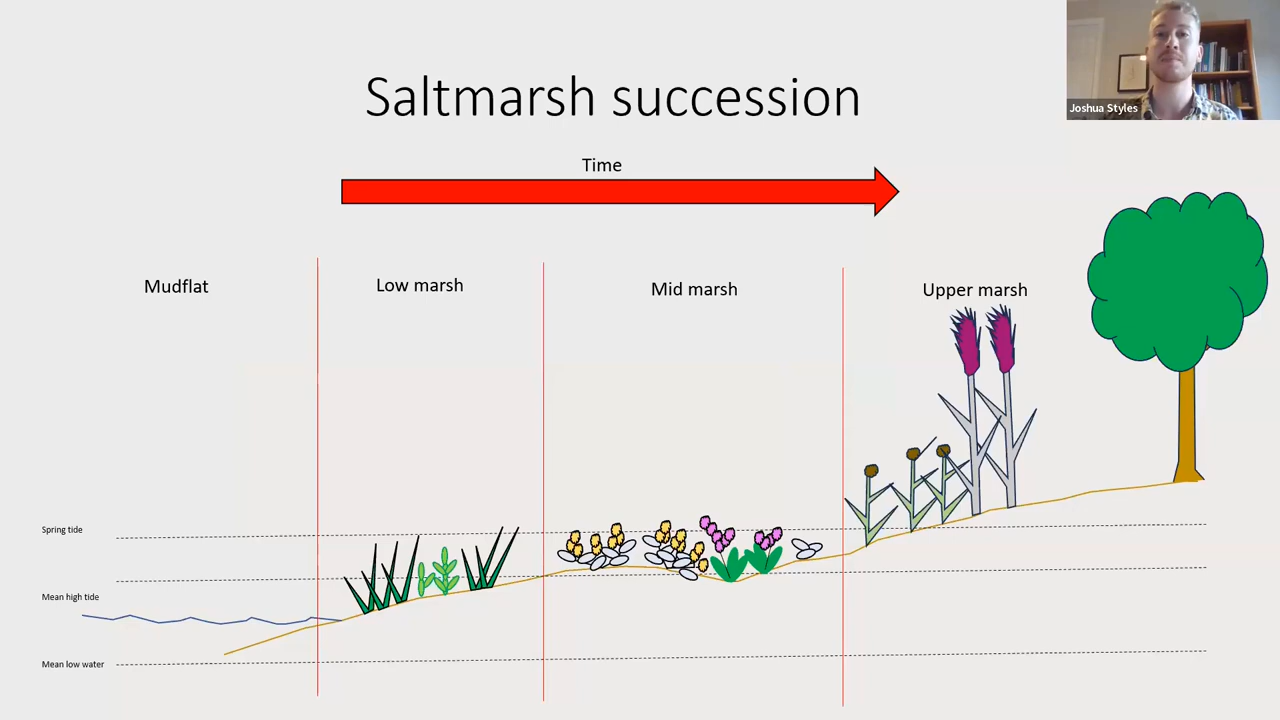 Joshua Styles
Saltmarsh succession
Time
Mudflat
Low marsh
Mid marsh
Upper marsh
Spring tide
Mean high tide
Mean low water